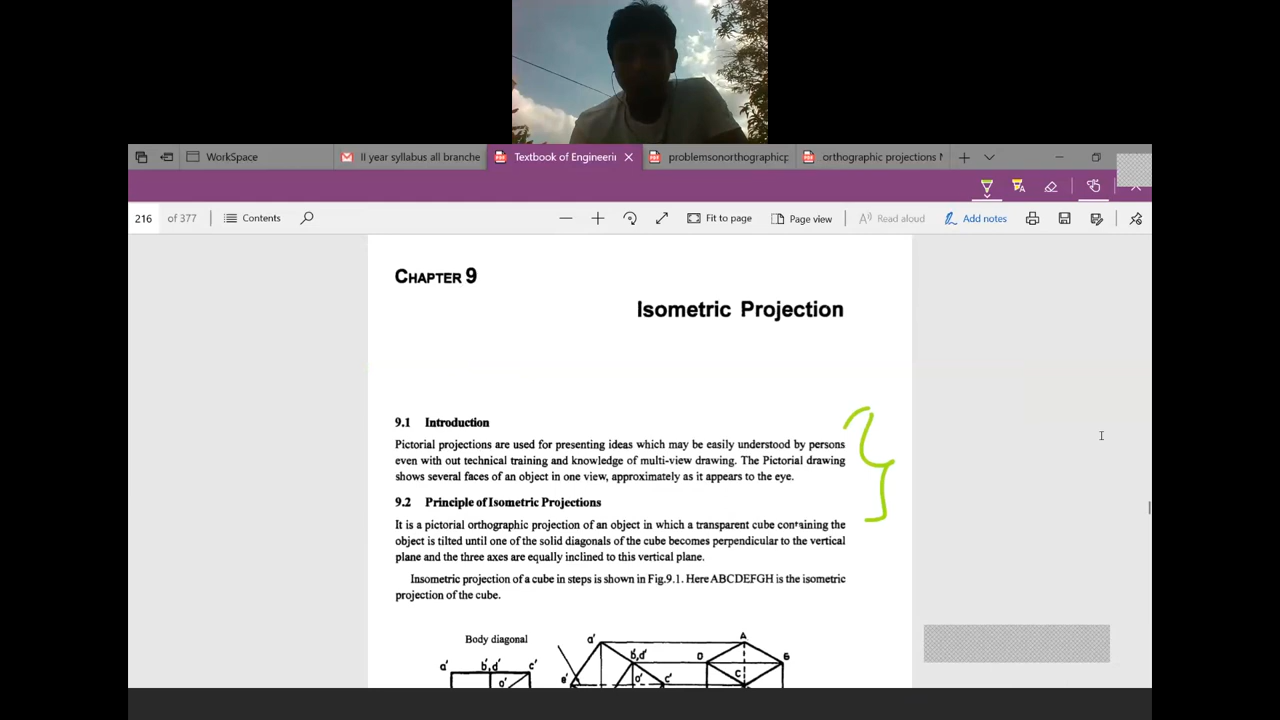 WorkSpace
II year syllabus all branche
Textbook of Engineerin
problemsonorthographicp
orthographic projections N
216 of 377
Contents
Fit to page
Page view
Read aloud
Add notes
CHAPTER 9
Isometric Projection
9.1 Introduction
Pictorial projections are used for presenting ideas which may be easily understood by persons
even with out technical training and knowledge of multi-view drawing. The Pictorial drawing
shows several faces of an object in one view, approximately as it appears to the eye.
9.2 Principle of Isometric Projections
It is a pictorial orthographic projection of an object in which a transparent cube containing the
object is tilted until one of the solid diagonals of the cube becomes perpendicular to the vertical
plane and the three axes are equally inclined to this vertical plane.
Insometric projection of a cube in steps is shown in Fig.9.1. Here ABCDEFGH is the isometric
projection of the cube.
Body diagonal
a' b',d' c'
o'
a'
b',d'
e' o' c'
A
D B
C